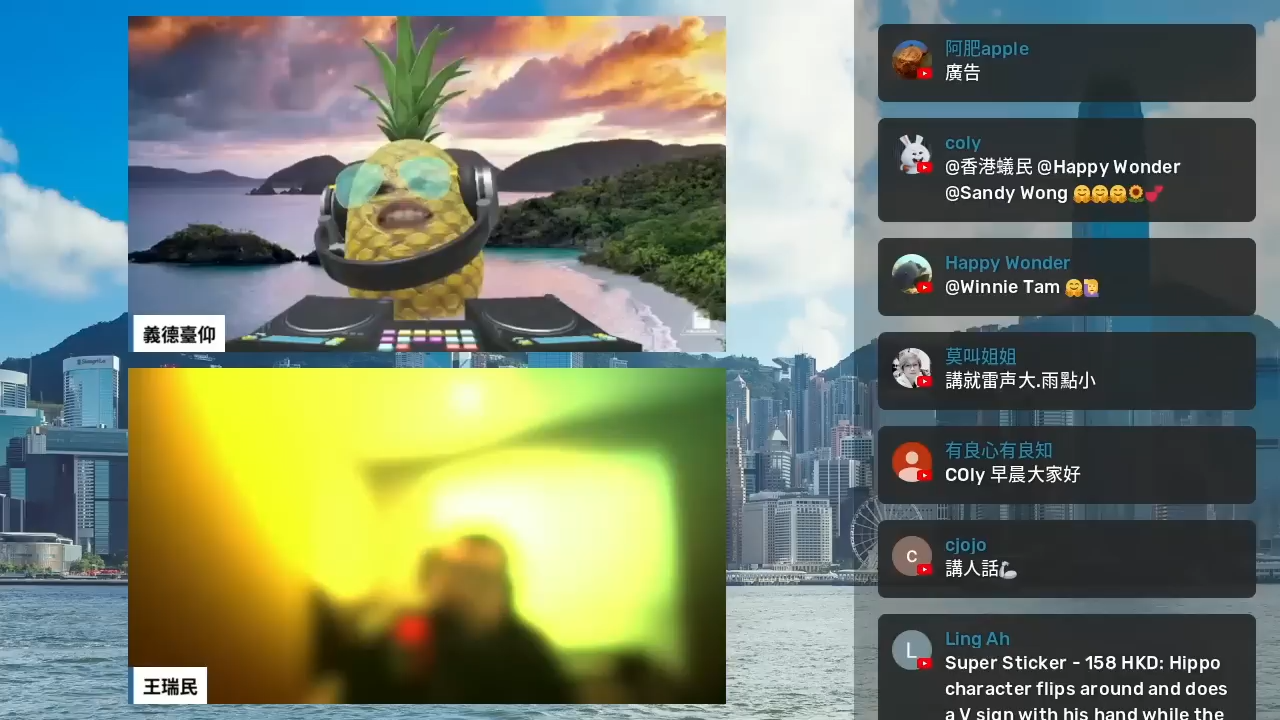 義德臺仰
王瑞民
阿肥apple
廣告
coly
@香港蟻民 @Happy Wonder
@Sandy Wong 🤗🤗🤗🌻💕
Happy Wonder
@Winnie Tam 🤗🙋
莫叫姐姐
講就雷声大.雨點小
有良心有良知
COly 早晨大家好
C
cjojo
講人話🦾
L
Ling Ah
Super Sticker - 158 HKD: Hippo
character flips around and does
a V sign with his hand while the